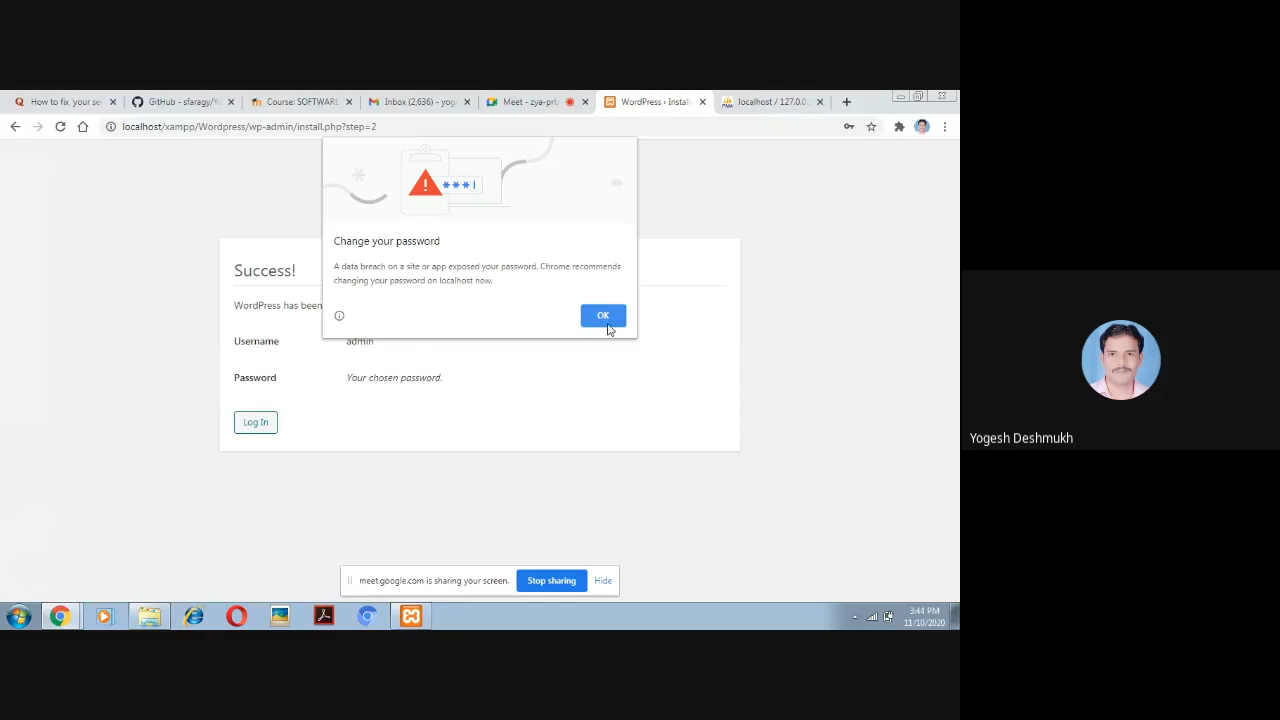 How to fix 'your se
GitHub - sfaragy/Yo
Course: SOFTWARE
Inbox (2,636) - yog
Meet - zya-prb
WordPress › Install
localhost / 127.0.0.
localhost/xampp/Wordpress/wp-admin/install.php?step=2
***|
Change your password
A data breach on a site or app exposed your password. Chrome recommends
changing your password on localhost now.
OK
Success!
WordPress has been
Username admin
Password Your chosen password.
Log In
Yogesh Deshmukh
meet.google.com is sharing your screen. Stop sharing Hide
3:44 PM
11/10/2020